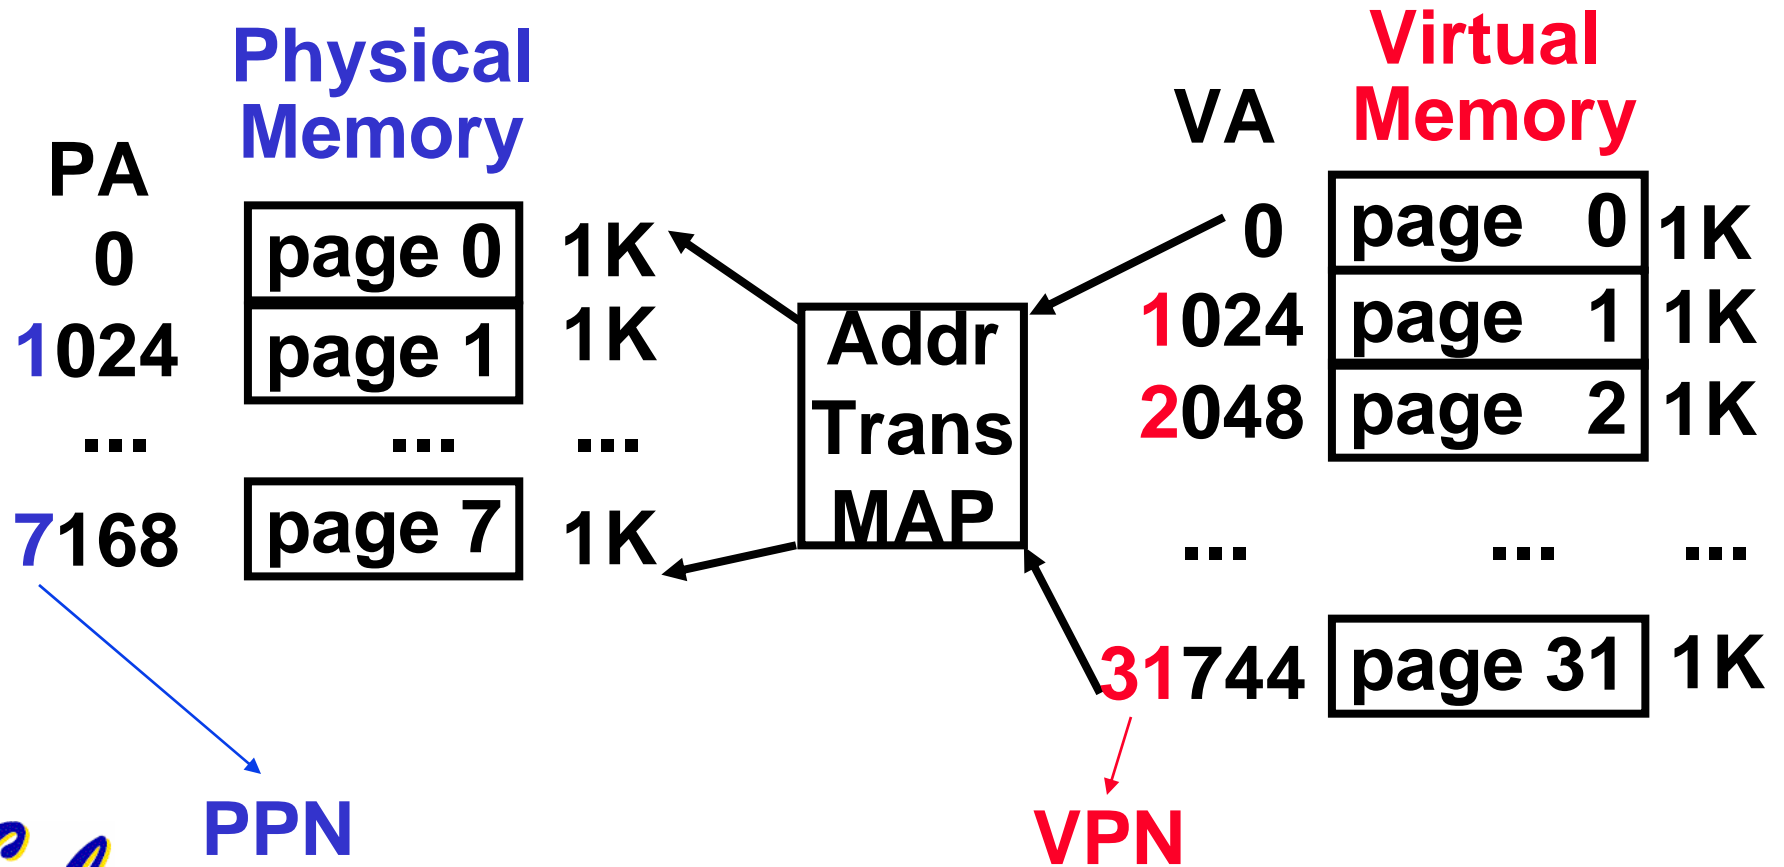 Physical
Memory
PA
0 page 0 1K
1024 page 1 1K
... ... ...
7168 page 7 1K
PPN
Addr
Trans
MAP
Virtual
Memory
VA
0 page 0 1K
1024 page 1 1K
2048 page 2 1K
... ... ...
31744 page 31 1K
VPN